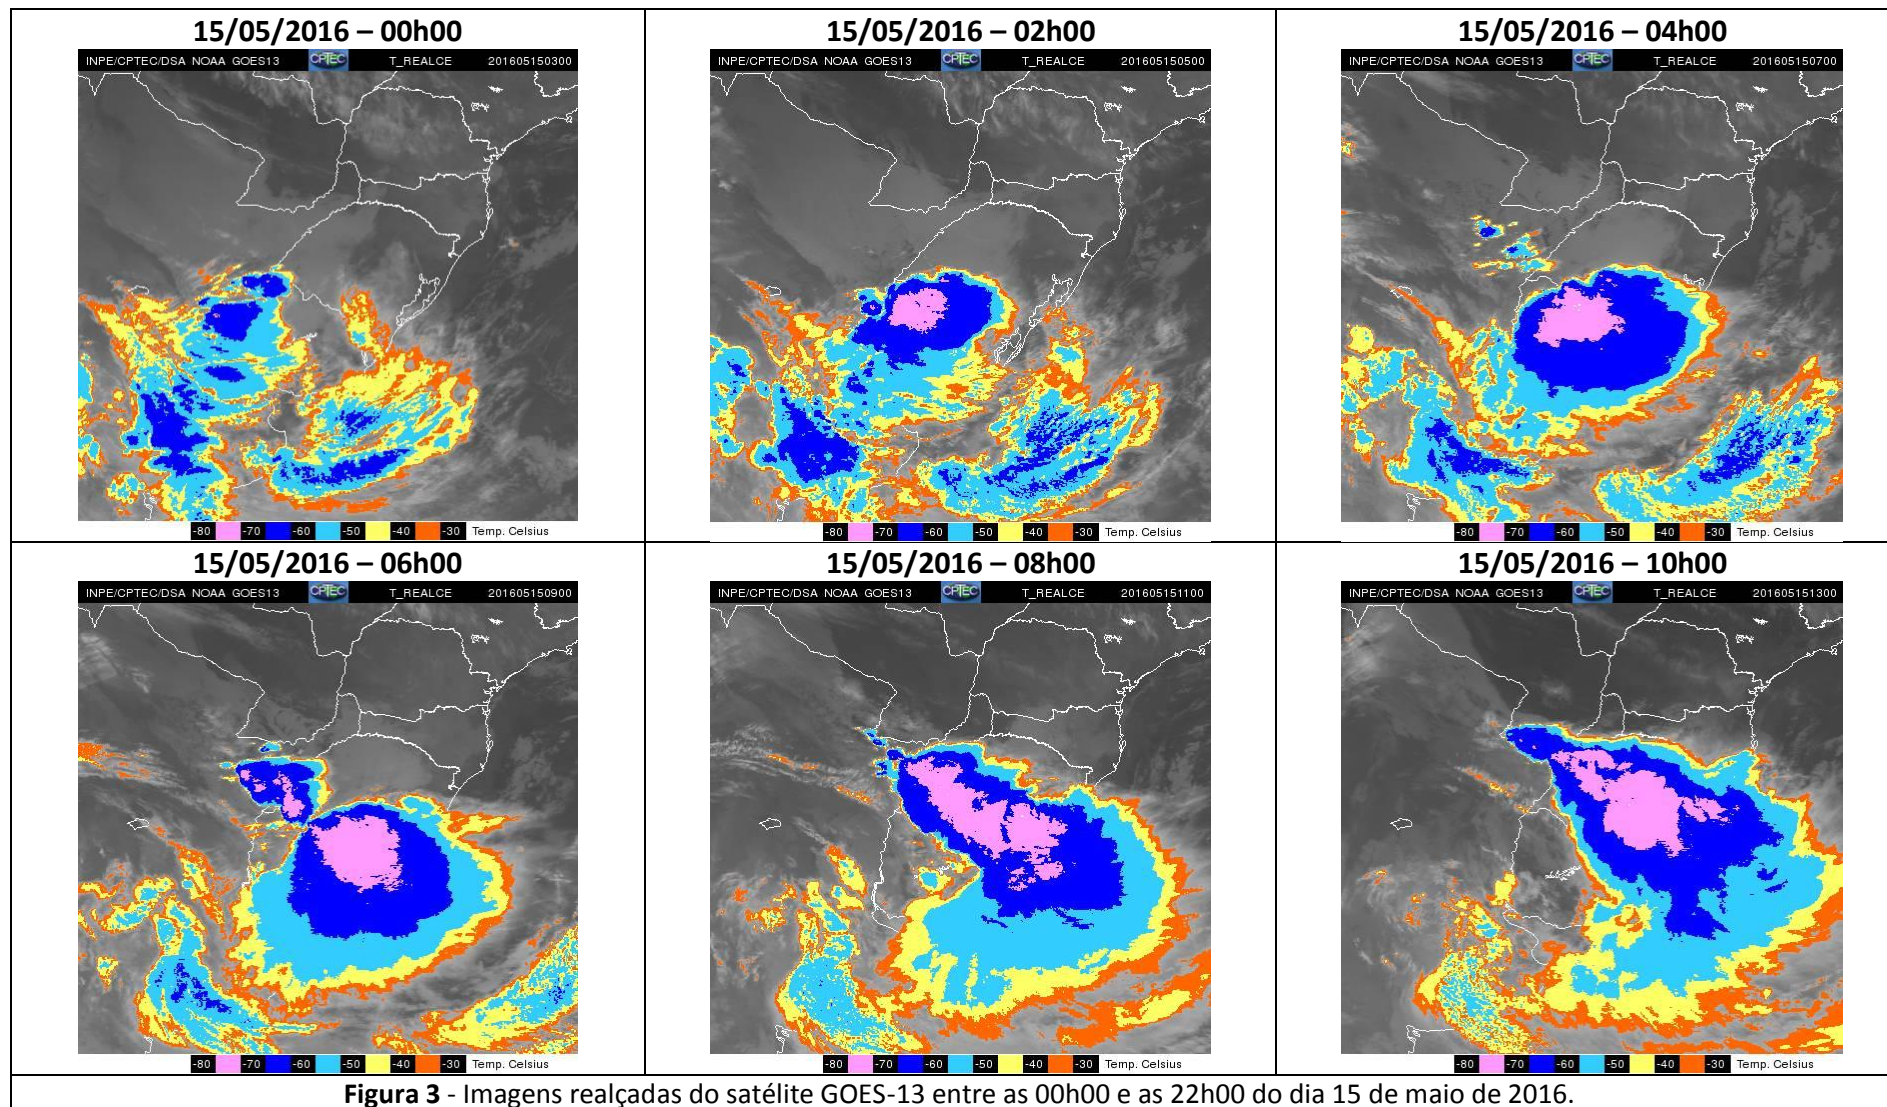 15/05/2016 – 00h00
15/05/2016 – 02h00
15/05/2016 – 04h00
INPE/CPTEC/DSA NOAA GOES13 CPTEC T_REALCE 201605150300
INPE/CPTEC/DSA NOAA GOES13 CPTEC T_REALCE 201605150500
INPE/CPTEC/DSA NOAA GOES13 CPTEC T_REALCE 201605150700
-80 -70 -60 -50 -40 -30 Temp. Celsius
-80 -70 -60 -50 -40 -30 Temp. Celsius
-80 -70 -60 -50 -40 -30 Temp. Celsius
15/05/2016 – 06h00
15/05/2016 – 08h00
15/05/2016 – 10h00
INPE/CPTEC/DSA NOAA GOES13 CPTEC T_REALCE 201605150900
INPE/CPTEC/DSA NOAA GOES13 CPTEC T_REALCE 201605151100
INPE/CPTEC/DSA NOAA GOES13 CPTEC T_REALCE 201605151300
-80 -70 -60 -50 -40 -30 Temp. Celsius
-80 -70 -60 -50 -40 -30 Temp. Celsius
-80 -70 -60 -50 -40 -30 Temp. Celsius
Figura 3 - Imagens realçadas do satélite GOES-13 entre as 00h00 e as 22h00 do dia 15 de maio de 2016.